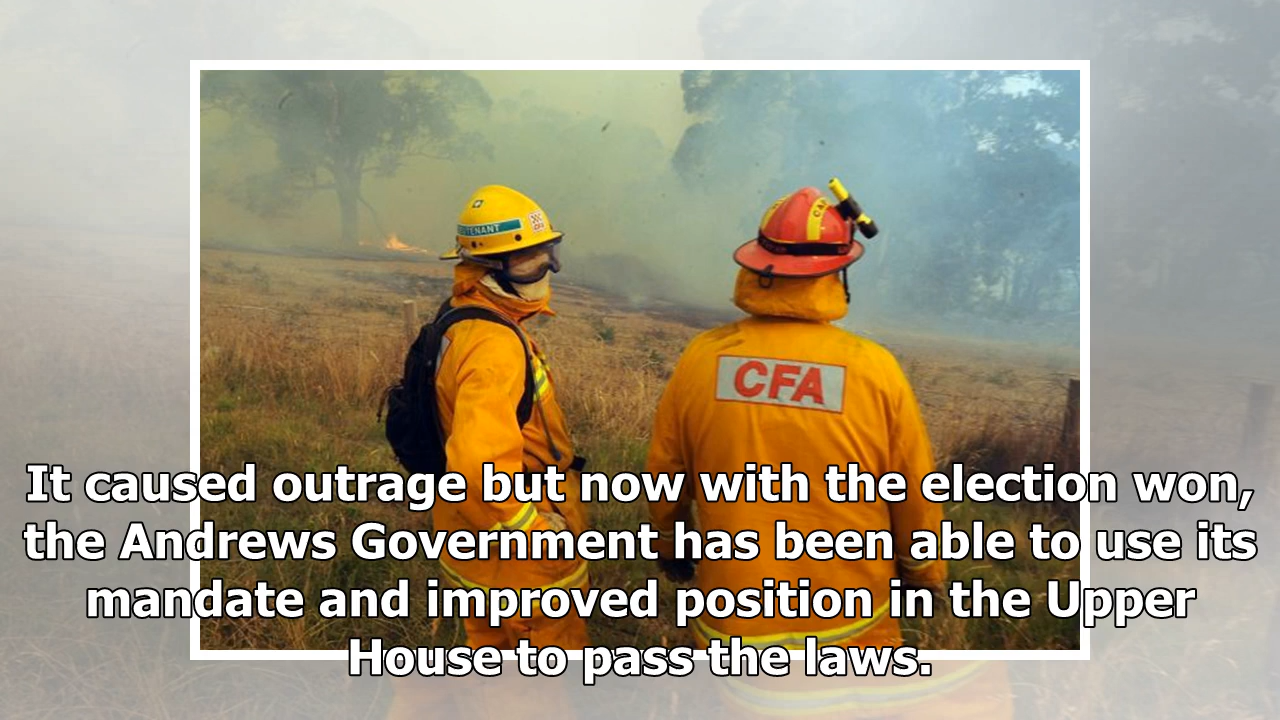 LIEUTENANT
CFA
It caused outrage but now with the election won,
the Andrews Government has been able to use its
mandate and improved position in the Upper
House to pass the laws.